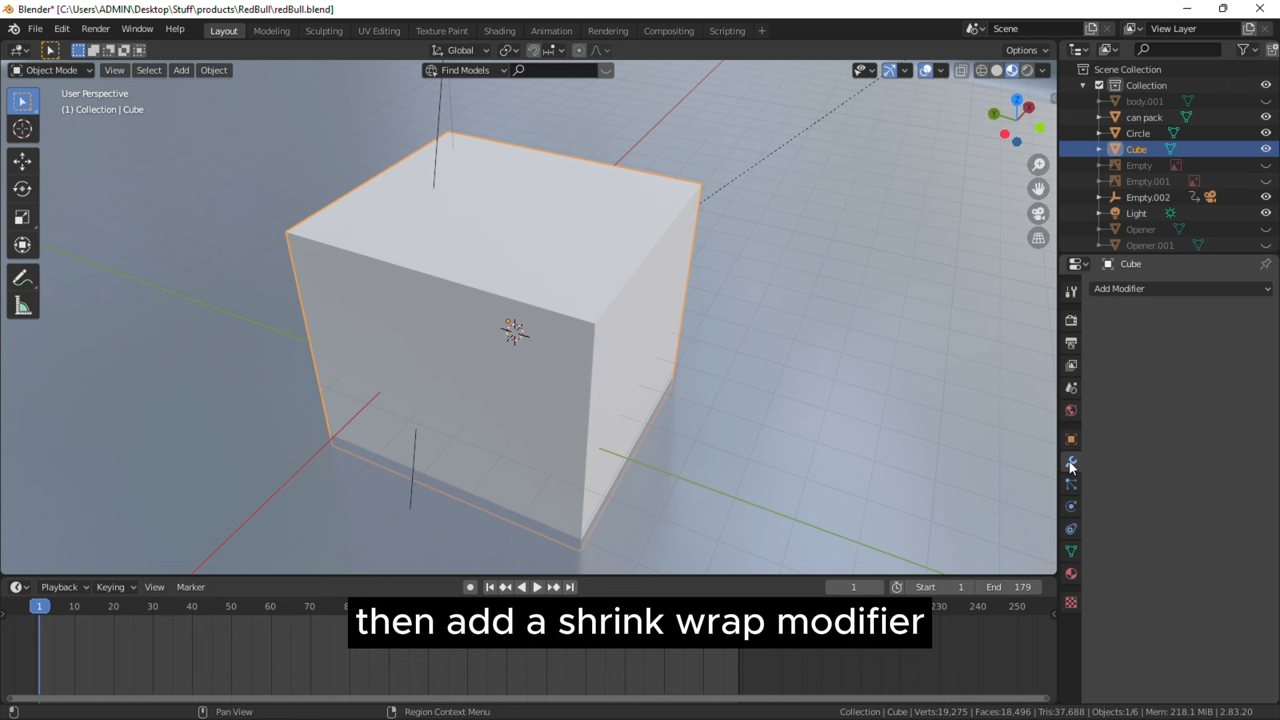 Blender* [C:\Users\ADMIN\Desktop\Stuff\products\RedBull\redBull.blend]
File Edit Render Window Help Layout Modeling Sculpting UV Editing Texture Paint Shading Animation Rendering Compositing Scripting + Scene View Layer
Global Options
Object Mode View Select Add Object Find Models
User Perspective
(1) Collection | Cube
Z
Y
X
Scene Collection
Collection
body.001
can pack
Circle
Cube
Empty
Empty.001
Empty.002
Light
Opener
Opener.001
Cube
Add Modifier
Playback Keying View Marker 1 Start 1 End 179
1 10 20 30 40 50 60 70 230 240 250
then add a shrink wrap modifier
Pan View Region Context Menu Collection | Cube | Verts:19,275 | Faces:18,496 | Tris:37,688 | Objects:1/6 | Mem: 218.1 MiB | 2.83.20